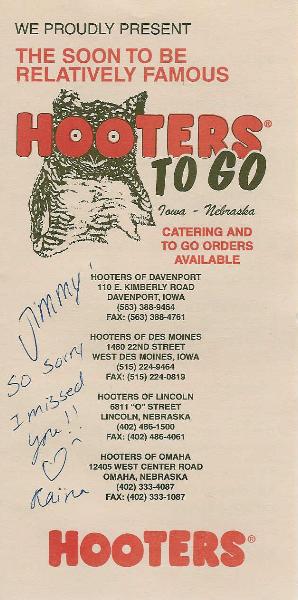 WE PROUDLY PRESENT
THE SOON TO BE
RELATIVELY FAMOUS
HOOTERS®
TO GO
Iowa - Nebraska
CATERING AND
TO GO ORDERS
AVAILABLE
HOOTERS OF DAVENPORT
110 E. KIMBERLY ROAD
DAVENPORT, IOWA
(563) 388-9464
FAX: (563) 388-4761
HOOTERS OF DES MOINES
1460 22ND STREET
WEST DES MOINES, IOWA
(515) 224-9464
FAX: (515) 224-0819
HOOTERS OF LINCOLN
6811 "O" STREET
LINCOLN, NEBRASKA
(402) 486-1500
FAX: (402) 486-4061
HOOTERS OF OMAHA
12405 WEST CENTER ROAD
OMAHA, NEBRASKA
(402) 333-4087
FAX: (402) 333-1087
Jimmy!
So sorry
I missed
you!!
♡
Raina
HOOTERS®